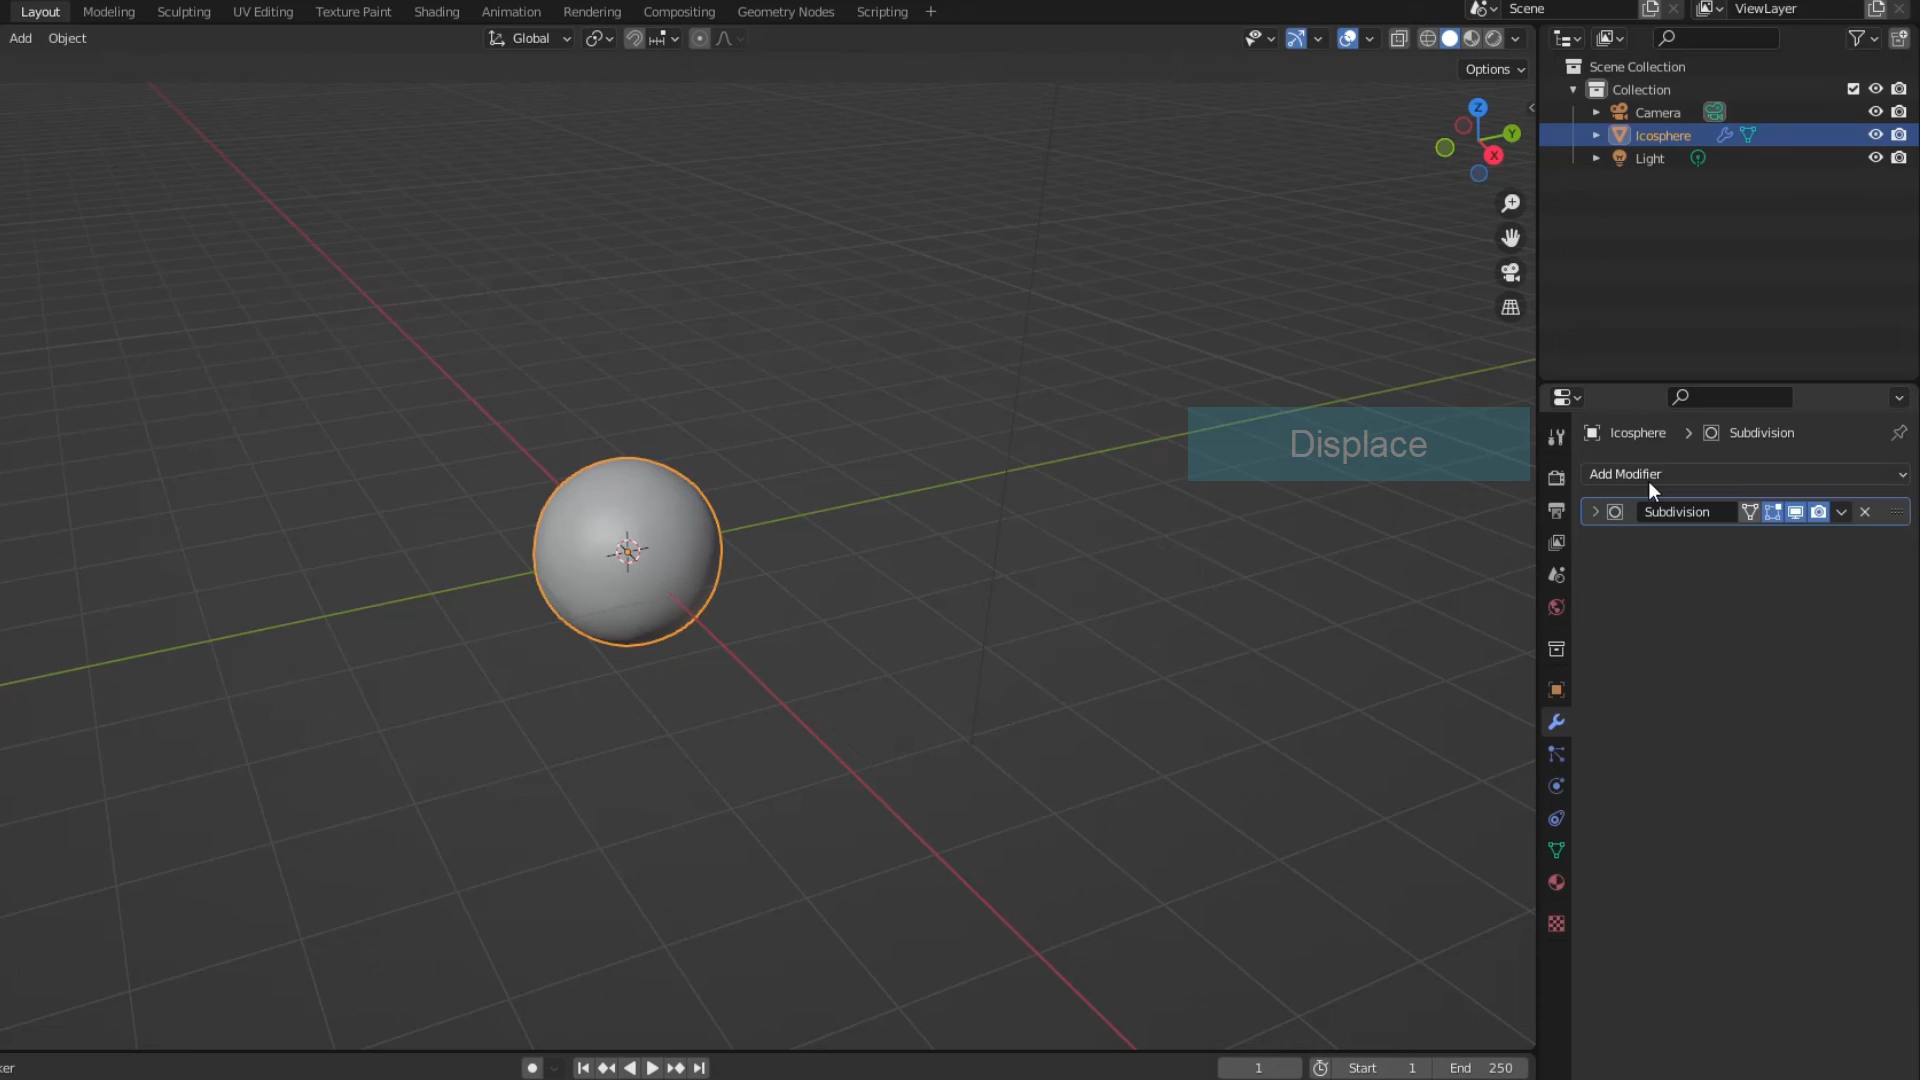 Layout Modeling Sculpting UV Editing Texture Paint Shading Animation Rendering Compositing Geometry Nodes Scripting + Scene ViewLayer
Add Object Global
Options
Scene Collection
Collection
Camera
Icosphere
Light
Z
Y
X
Icosphere > Subdivision
Displace
Add Modifier
Subdivision
ker 1 Start 1 End 250